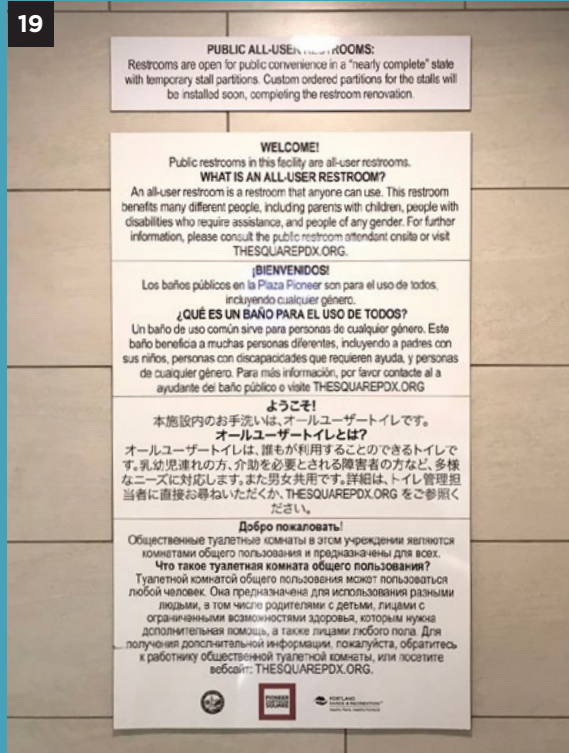 19
PUBLIC ALL-USER RESTROOMS:
Restrooms are open for public convenience in a "nearly complete" state
with temporary stall partitions. Custom ordered partitions for the stalls will
be installed soon, completing the restroom renovation.
WELCOME!
Public restrooms in this facility are all-user restrooms.
WHAT IS AN ALL-USER RESTROOM?
An all-user restroom is a restroom that anyone can use. This restroom
benefits many different people, including parents with children, people with
disabilities who require assistance, and people of any gender. For further
information, please consult the public restroom attendant onsite or visit
THESQUAREPDX.ORG.
¡BIENVENIDOS!
Los baños públicos en la Plaza Pioneer son para el uso de todos,
incluyendo cualquier género.
¿QUÉ ES UN BAÑO PARA EL USO DE TODOS?
Un baño de uso común sirve para personas de cualquier género. Este
baño beneficia a muchas personas diferentes, incluyendo a padres con
sus niños, personas con discapacidades que requieren ayuda, y personas
de cualquier género. Para más información, por favor contacte al a
ayudante del baño público o visite THESQUAREPDX.ORG
ようこそ!
本施設内のお手洗いは、オールユーザートイレです。
オールユーザートイレとは?
オールユーザートイレは、誰もが利用することのできるトイレで
す。乳幼児連れの方、介助を必要とされる障害者の方など、多様
なニーズに対応します。また男女共用です。詳細は、トイレ管理担
当者に直接お尋ねいただくか、THESQUAREPDX.ORG をご参照く
ださい。
Добро пожаловать!
Общественные туалетные комнаты в этом учреждении являются
комнатами общего пользования и предназначены для всех.
Что такое туалетная комната общего пользования?
Туалетной комнатой общего пользования может пользоваться
любой человек. Она предназначена для использования разными
людьми, в том числе родителями с детьми, лицами с
ограниченными возможностями здоровья, которым нужна
дополнительная помощь, а также лицами любого пола. Для
получения дополнительной информации, пожалуйста, обратитесь
к работнику общественной туалетной комнаты, или посетите
вебсайт: THESQUAREPDX.ORG.
PIONEER
COURTHOUSE
SQUARE
PORTLAND
PARKS & RECREATION